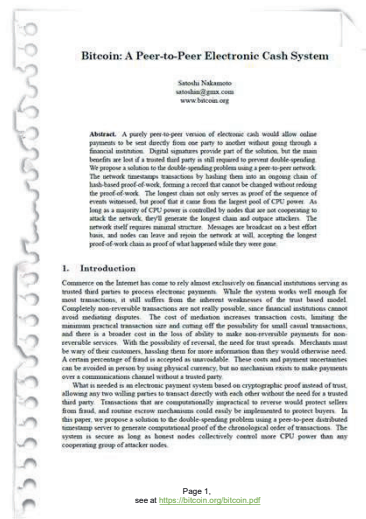 Bitcoin: A Peer-to-Peer Electronic Cash System
Satoshi Nakamoto
satoshin@gmx.com
www.bitcoin.org
Abstract. A purely peer-to-peer version of electronic cash would allow online
payments to be sent directly from one party to another without going through a
financial institution. Digital signatures provide part of the solution, but the main
benefits are lost if a trusted third party is still required to prevent double-spending.
We propose a solution to the double-spending problem using a peer-to-peer network.
The network timestamps transactions by hashing them into an ongoing chain of
hash-based proof-of-work, forming a record that cannot be changed without redoing
the proof-of-work. The longest chain not only serves as proof of the sequence of
events witnessed, but proof that it came from the largest pool of CPU power. As
long as a majority of CPU power is controlled by nodes that are not cooperating to
attack the network, they'll generate the longest chain and outpace attackers. The
network itself requires minimal structure. Messages are broadcast on a best effort
basis, and nodes can leave and rejoin the network at will, accepting the longest
proof-of-work chain as proof of what happened while they were gone.
1. Introduction
Commerce on the Internet has come to rely almost exclusively on financial institutions serving as
trusted third parties to process electronic payments. While the system works well enough for
most transactions, it still suffers from the inherent weaknesses of the trust based model.
Completely non-reversible transactions are not really possible, since financial institutions cannot
avoid mediating disputes. The cost of mediation increases transaction costs, limiting the
minimum practical transaction size and cutting off the possibility for small casual transactions,
and there is a broader cost in the loss of ability to make non-reversible payments for non-
reversible services. With the possibility of reversal, the need for trust spreads. Merchants must
be wary of their customers, hassling them for more information than they would otherwise need.
A certain percentage of fraud is accepted as unavoidable. These costs and payment uncertainties
can be avoided in person by using physical currency, but no mechanism exists to make payments
over a communications channel without a trusted party.
What is needed is an electronic payment system based on cryptographic proof instead of trust,
allowing any two willing parties to transact directly with each other without the need for a trusted
third party. Transactions that are computationally impractical to reverse would protect sellers
from fraud, and routine escrow mechanisms could easily be implemented to protect buyers. In
this paper, we propose a solution to the double-spending problem using a peer-to-peer distributed
timestamp server to generate computational proof of the chronological order of transactions. The
system is secure as long as honest nodes collectively control more CPU power than any
cooperating group of attacker nodes.
Page 1,
see at https://bitcoin.org/bitcoin.pdf